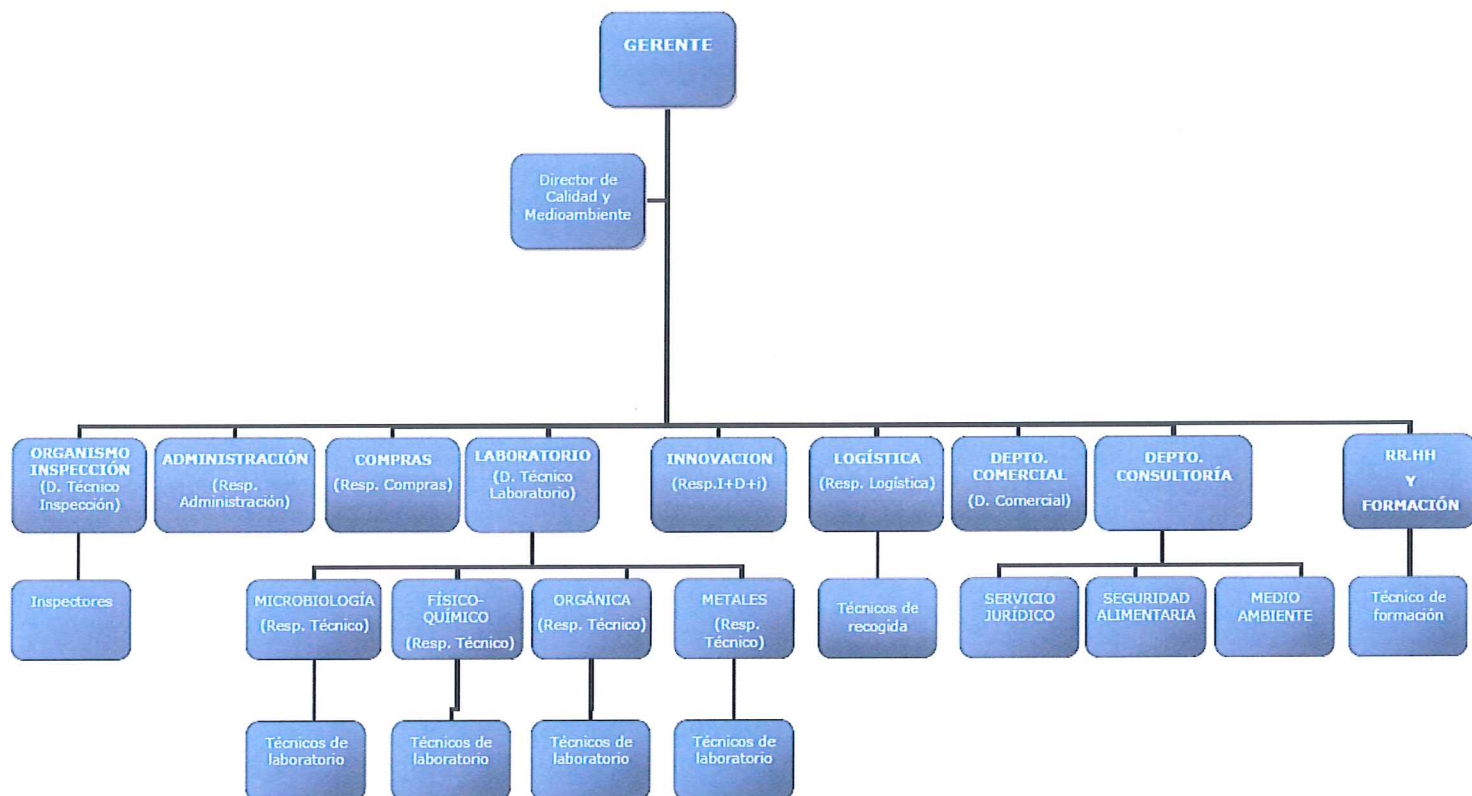 GERENTE
Director de
Calidad y
Medioambiente
ORGANISMO
INSPECCIÓN
(D. Técnico
Inspección)
ADMINISTRACIÓN
(Resp.
Administración)
COMPRAS
(Resp. Compras)
LABORATORIO
(D. Técnico
Laboratorio)
INNOVACION
(Resp.I+D+i)
LOGÍSTICA
(Resp. Logística)
DEPTO.
COMERCIAL
(D. Comercial)
DEPTO.
CONSULTORÍA
RR.HH
Y
FORMACIÓN
Inspectores
MICROBIOLOGÍA
(Resp. Técnico)
FÍSICO-
QUÍMICO
(Resp. Técnico)
ORGÁNICA
(Resp. Técnico)
METALES
(Resp.
Técnico)
Técnicos de
recogida
SERVICIO
JURÍDICO
SEGURIDAD
ALIMENTARIA
MEDIO
AMBIENTE
Técnico de
formación
Técnicos de
laboratorio
Técnicos de
laboratorio
Técnicos de
laboratorio
Técnicos de
laboratorio